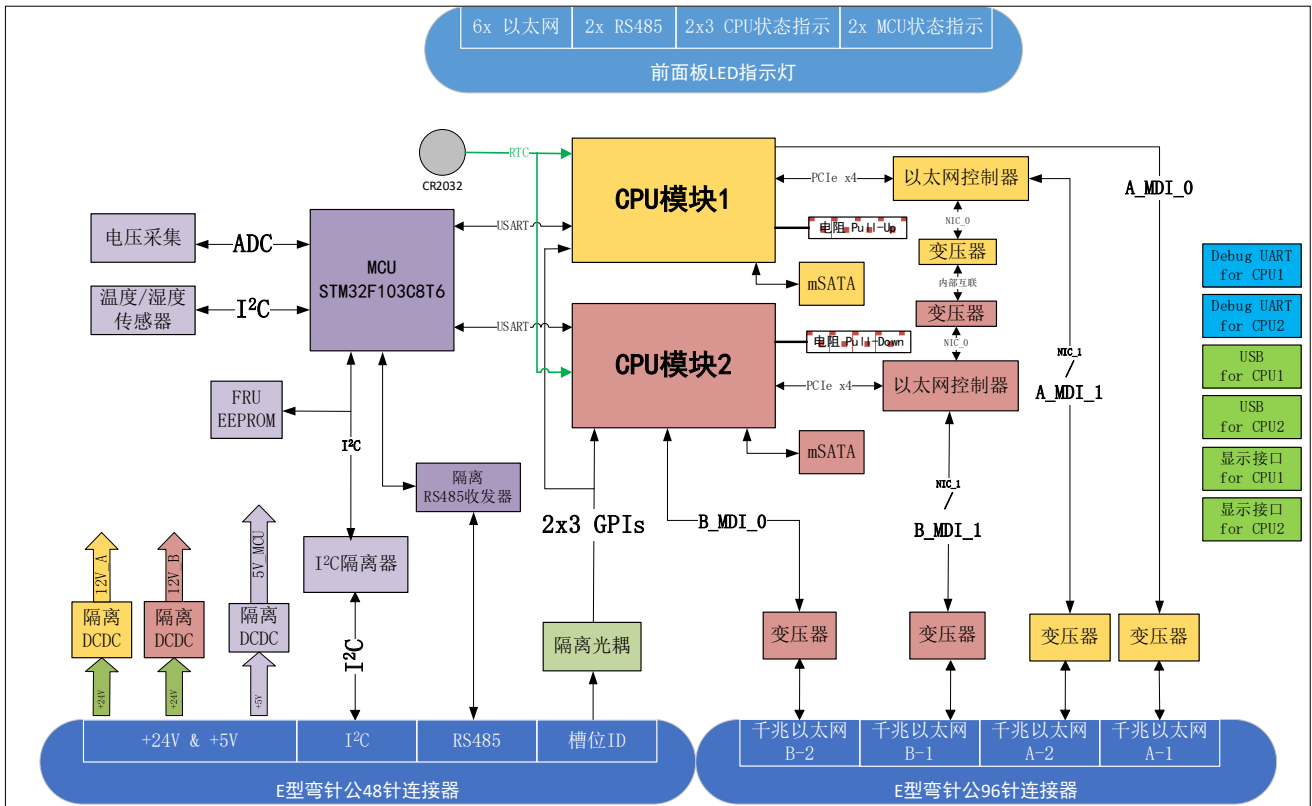 6x 以太网
2x RS485
2x3 CPU状态指示
2x MCU状态指示
前面板LED指示灯
CR2032
RTC
CPU模块1
PCIe x4
以太网控制器
A_MDI_0
NIC_0
电阻 Pull-Up
变压器
内部互联
mSATA
电压采集
ADC
MCU
STM32F103C8T6
USART
温度/湿度
传感器
I²C
USART
CPU模块2
变压器
NIC_0
电阻 Pull-Down
PCIe x4
以太网控制器
mSATA
NIC_1
A_MDI_1
Debug UART
for CPU1
Debug UART
for CPU2
USB
for CPU1
USB
for CPU2
显示接口
for CPU1
显示接口
for CPU2
FRU
EEPROM
I²C
隔离
RS485收发器
2x3 GPIs
B_MDI_0
NIC_1
B_MDI_1
12V_A
12V_B
5V_MCU
I²C隔离器
隔离
DCDC
隔离
DCDC
隔离
DCDC
+24V
+24V
+5V
I²C
隔离光耦
变压器
变压器
变压器
变压器
+24V & +5V
I²C
RS485
槽位ID
E型弯针公48针连接器
千兆以太网
B-2
千兆以太网
B-1
千兆以太网
A-2
千兆以太网
A-1
E型弯针公96针连接器